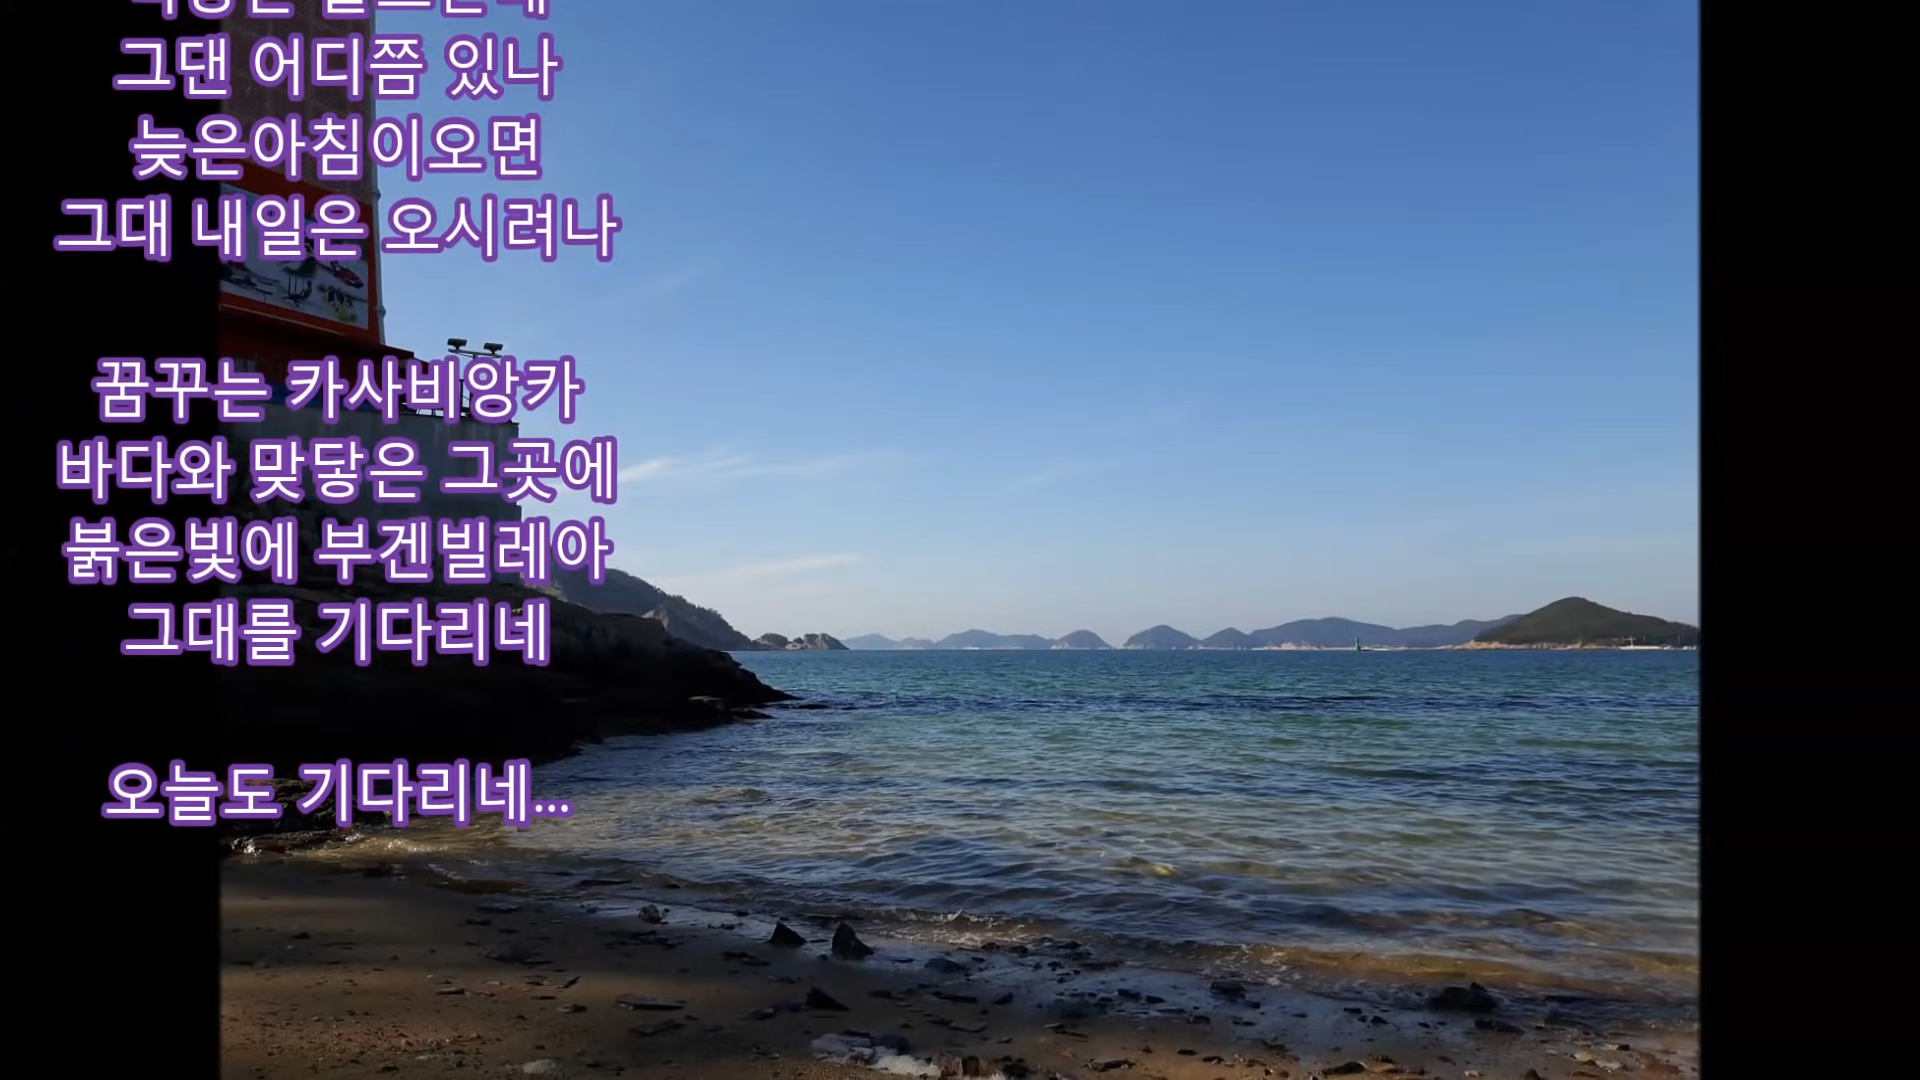 그댄 어디쯤 있나
늦은아침이오면
그대 내일은 오시려나
꿈꾸는 카사비앙카
바다와 맞닿은 그곳에
붉은빛에 부겐빌레아
그대를 기다리네
오늘도 기다리네...